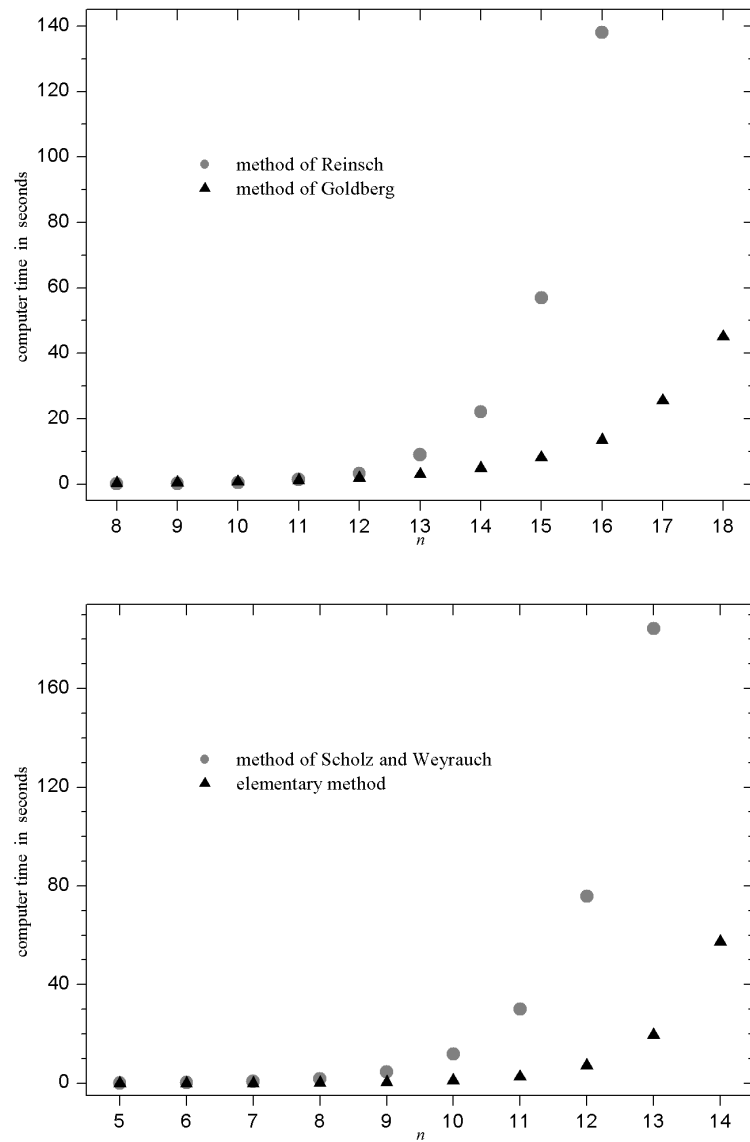 140
120
100
80
60
40
20
0
computer time in seconds
method of Reinsch
method of Goldberg
8 9 10 11 12 13 14 15 16 17 18
n
160
120
80
40
0
computer time in seconds
method of Scholz and Weyrauch
elementary method
5 6 7 8 9 10 11 12 13 14
n